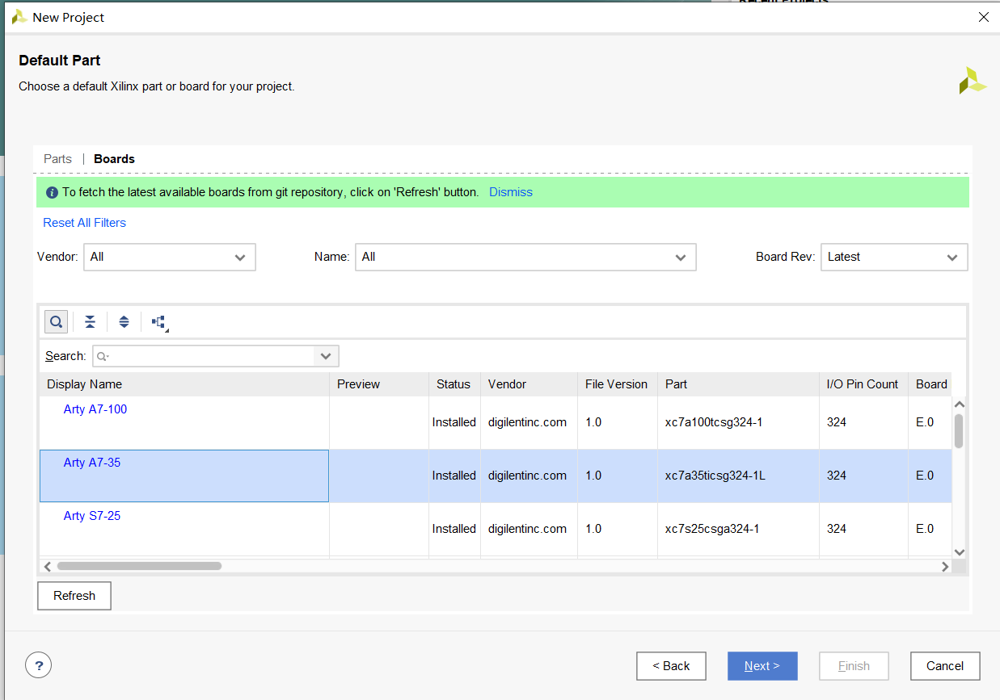 Recent Projects
New Project
Default Part
Choose a default Xilinx part or board for your project.
Parts | Boards
To fetch the latest available boards from git repository, click on 'Refresh' button. Dismiss
Reset All Filters
Vendor: All Name: All Board Rev: Latest
Search:
Display Name Preview Status Vendor File Version Part I/O Pin Count Board
Arty A7-100 Installed digilentinc.com 1.0 xc7a100tcsg324-1 324 E.0
Arty A7-35 Installed digilentinc.com 1.0 xc7a35ticsg324-1L 324 E.0
Arty S7-25 Installed digilentinc.com 1.0 xc7s25csga324-1 324 E.0
Refresh
? < Back Next > Finish Cancel